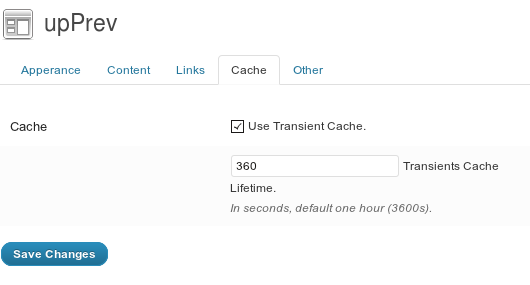 upPrev
Apperance Content Links Cache Other
Cache Use Transient Cache.
360 Transients Cache
Lifetime.
In seconds, default one hour (3600s).
Save Changes